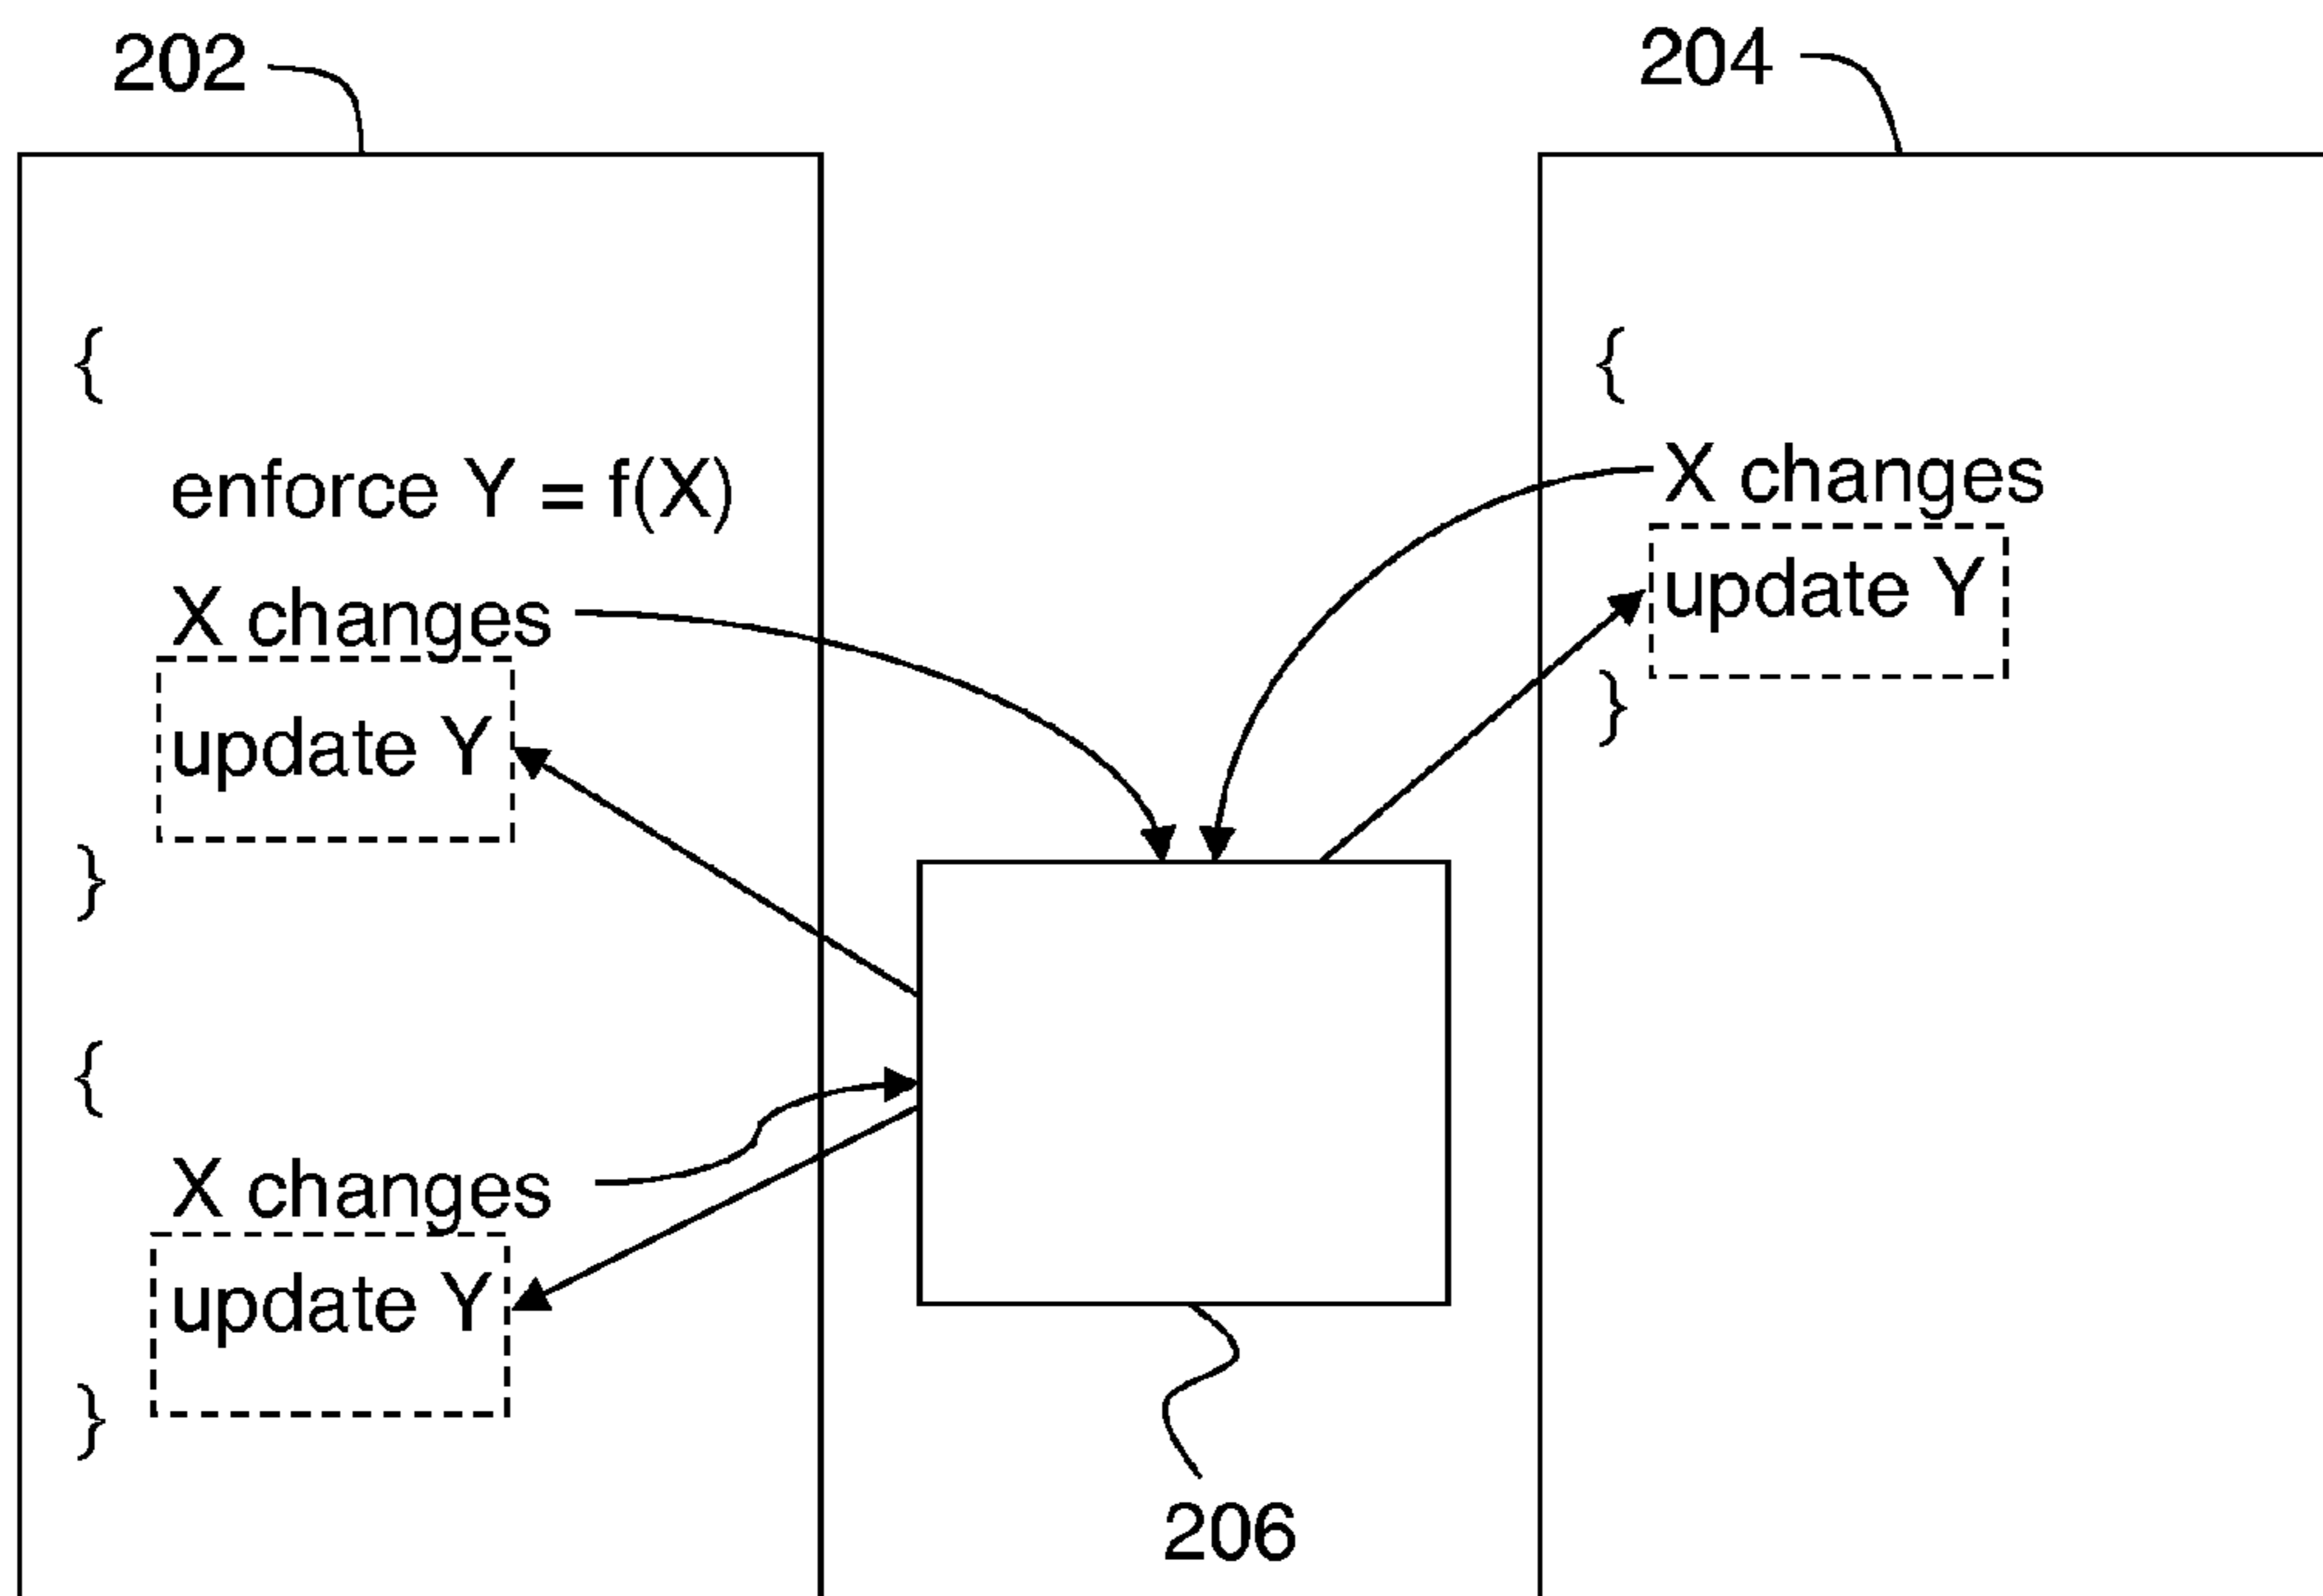 202
204
{
enforce Y = f(X)
X changes
update Y
}
{
X changes
update Y
}
{
X changes
update Y
}
206